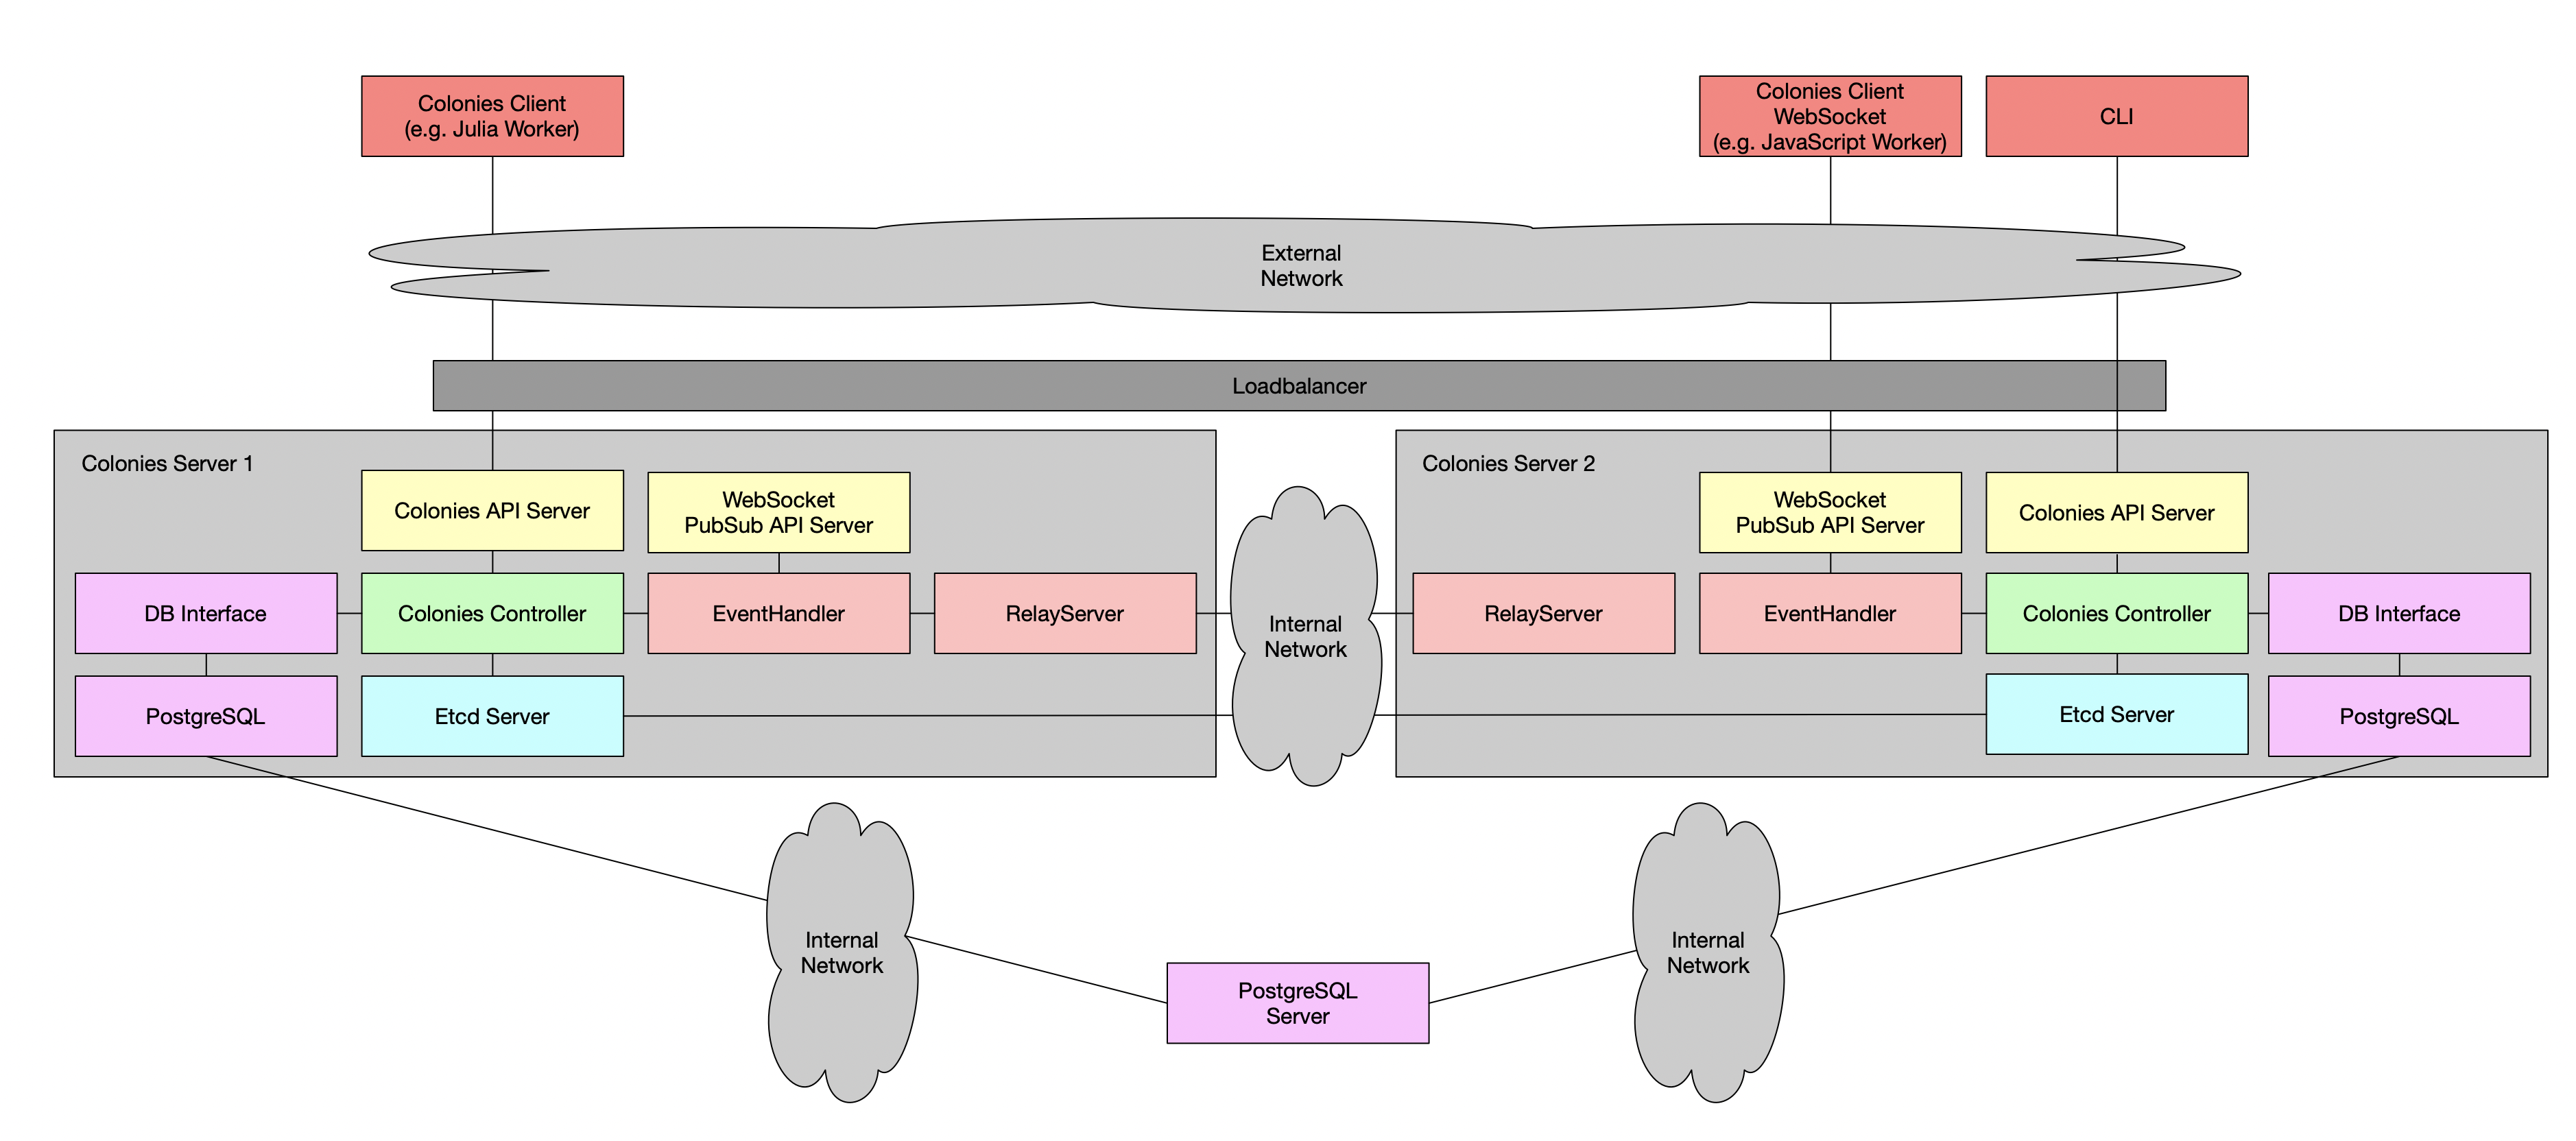 Colonies Client
(e.g. Julia Worker)
Colonies Client
WebSocket
(e.g. JavaScript Worker)
CLI
External
Network
Loadbalancer
Colonies Server 1
Colonies API Server
WebSocket
PubSub API Server
DB Interface
Colonies Controller
EventHandler
RelayServer
PostgreSQL
Etcd Server
Internal
Network
Colonies Server 2
WebSocket
PubSub API Server
Colonies API Server
RelayServer
EventHandler
Colonies Controller
DB Interface
Etcd Server
PostgreSQL
Internal
Network
PostgreSQL
Server
Internal
Network